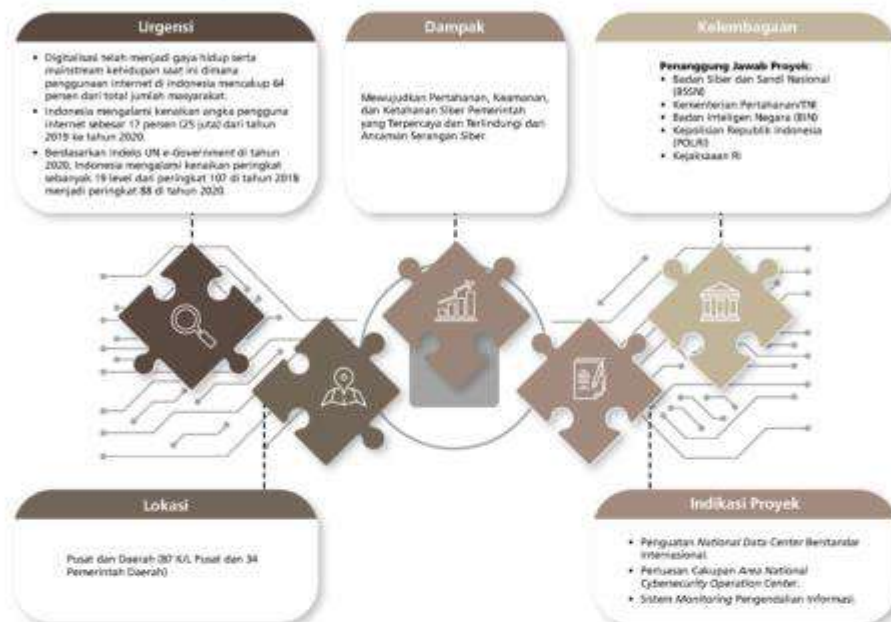 Urgensi
• Digitalisasi telah menjadi gaya hidup serta
mainstream kehidupan saat ini dimana
penggunaan internet di Indonesia mencakup 64
persen dari total jumlah masyarakat.
• Indonesia mengalami kenaikan angka pengguna
internet sebesar 17 persen (25 juta) dari tahun
2019 ke tahun 2020.
• Berdasarkan Indeks UN e-Government di tahun
2020, Indonesia mengalami kenaikan peringkat
sebanyak 19 level dari peringkat 107 di tahun 2018
menjadi peringkat 88 di tahun 2020.
Dampak
Mewujudkan Pertahanan, Keamanan,
dan Ketahanan Siber Pemerintah
yang Terpercaya dan Terlindungi dari
Ancaman Serangan Siber.
Kelembagaan
Penanggung Jawab Proyek:
• Badan Siber dan Sandi Nasional
(BSSN)
• Kementerian Pertahanan/TNI
• Badan Intelijen Negara (BIN)
• Kepolisian Republik Indonesia
(POLRI)
• Kejaksaan RI
Lokasi
Pusat dan Daerah (87 K/L Pusat dan 34
Pemerintah Daerah)
Indikasi Proyek
• Penguatan National Data Center Berstandar
Internasional.
• Perluasan Cakupan Area National
Cybersecurity Operation Center.
• Sistem Monitoring Pengendalian Informasi.